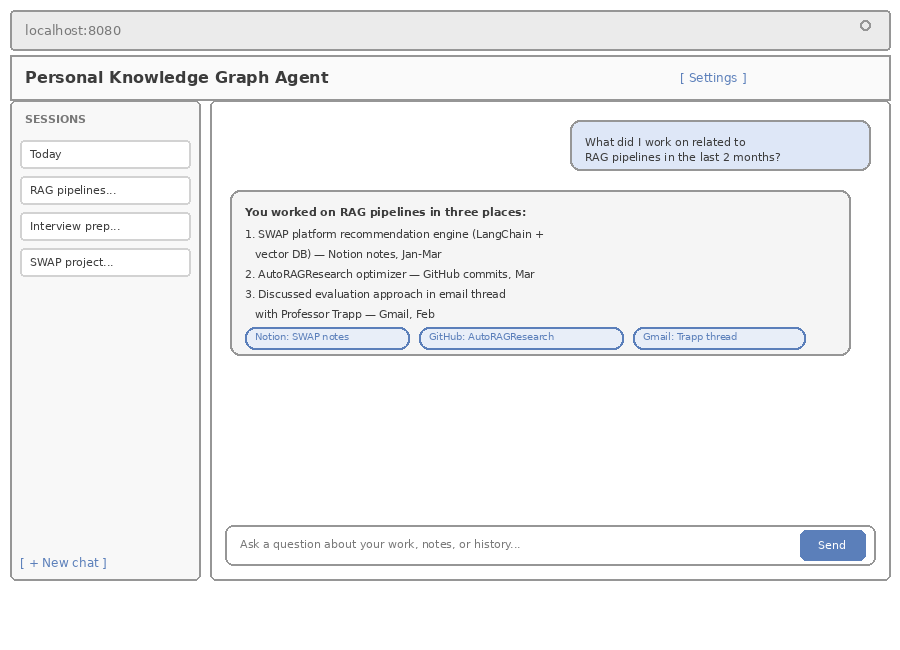 localhost:8080
Personal Knowledge Graph Agent
[ Settings ]
SESSIONS
Today
RAG pipelines...
Interview prep...
SWAP project...
[ + New chat ]
What did I work on related to
RAG pipelines in the last 2 months?
You worked on RAG pipelines in three places:
1. SWAP platform recommendation engine (LangChain +
vector DB) — Notion notes, Jan-Mar
2. AutoRAGResearch optimizer — GitHub commits, Mar
3. Discussed evaluation approach in email thread
with Professor Trapp — Gmail, Feb
Notion: SWAP notes
GitHub: AutoRAGResearch
Gmail: Trapp thread
Ask a question about your work, notes, or history...
Send